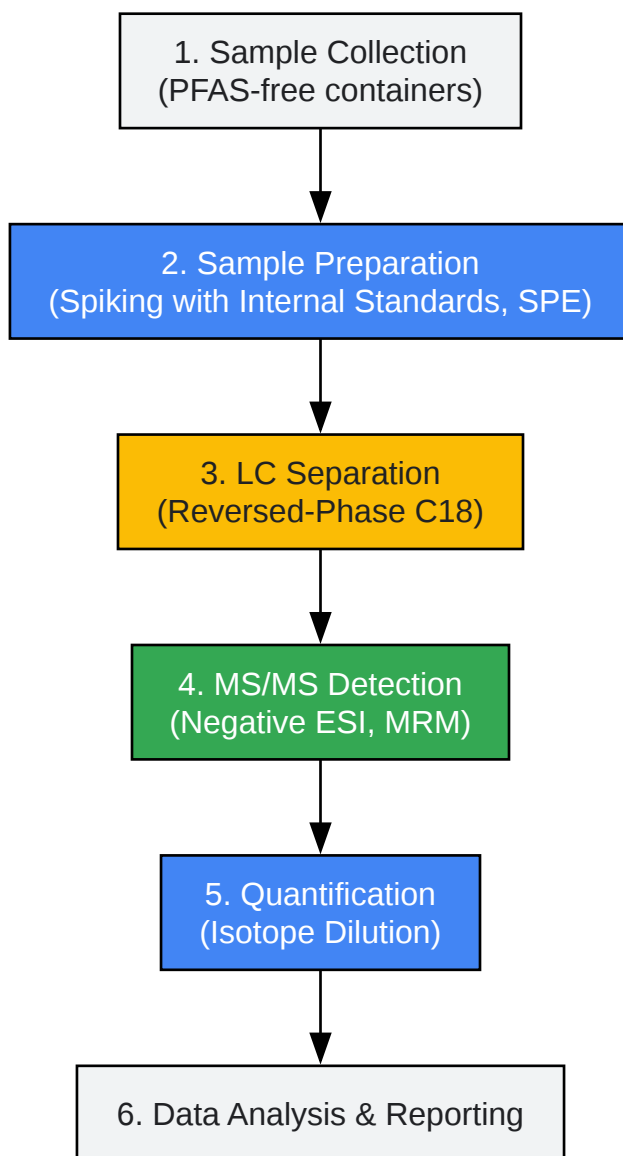 1. Sample Collection
(PFAS-free containers)
2. Sample Preparation
(Spiking with Internal Standards, SPE)
3. LC Separation
(Reversed-Phase C18)
4. MS/MS Detection
(Negative ESI, MRM)
5. Quantification
(Isotope Dilution)
6. Data Analysis & Reporting